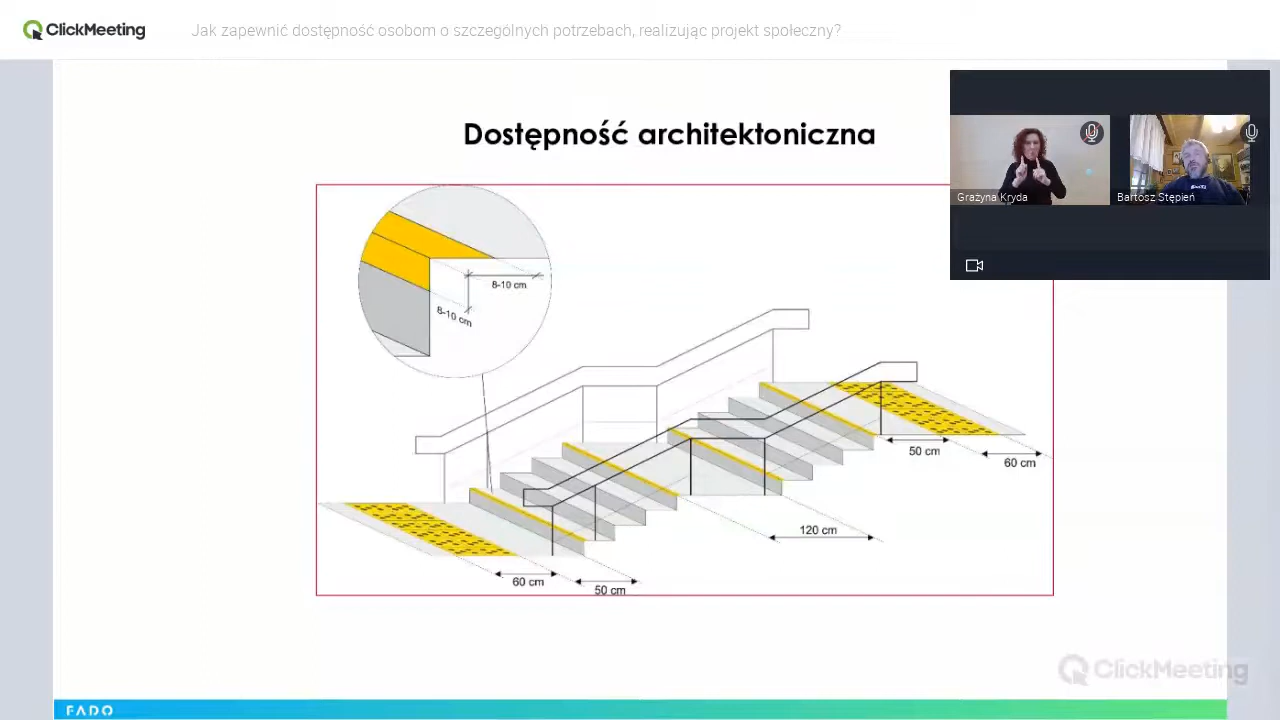 ClickMeeting
Jak zapewnić dostępność osobom o szczególnych potrzebach, realizując projekt społeczny?
Dostępność architektoniczna
Grażyna Kryda
Bartosz Stępień
8-10 cm
8-10 cm
50 cm
60 cm
120 cm
60 cm
50 cm
ClickMeeting
FADO